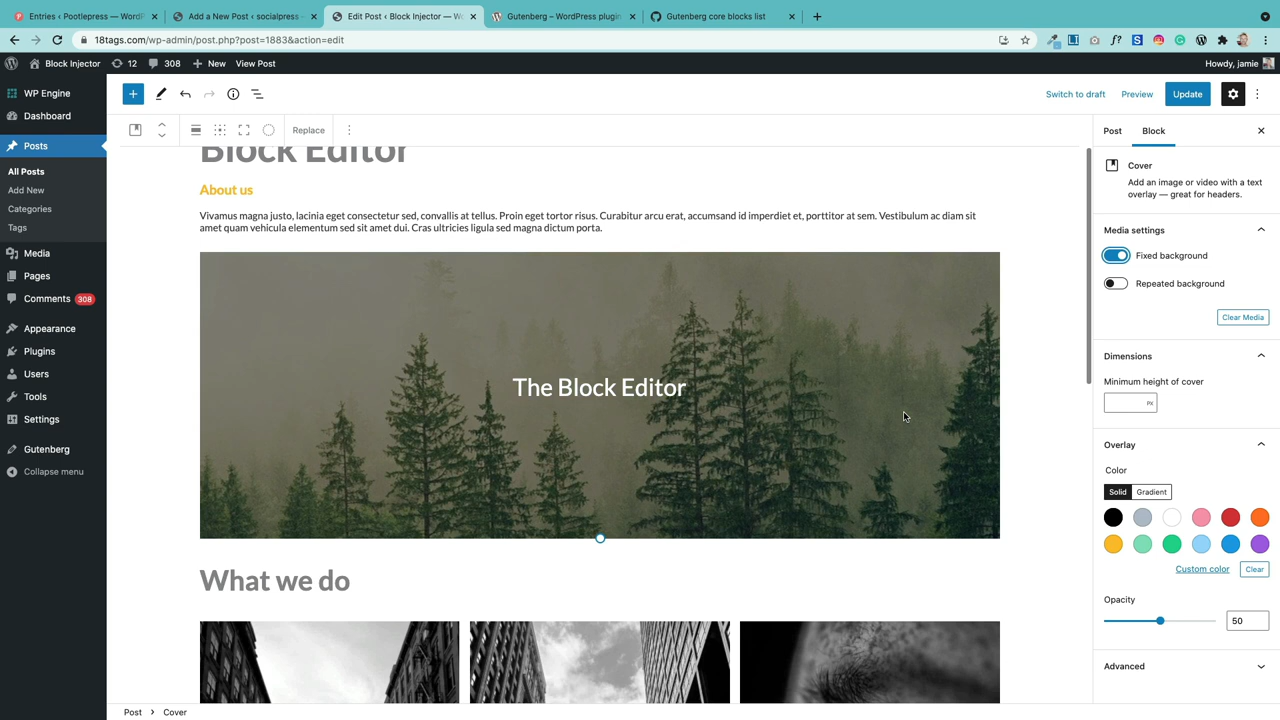 Entries ‹ Pootlepress — WordP
Add a New Post ‹ socialpress –
Edit Post ‹ Block Injector — Wo
Gutenberg – WordPress plugin
Gutenberg core blocks list
18tags.com/wp-admin/post.php?post=1883&action=edit
Block Injector
12
308
New
View Post
Howdy, jamie
WP Engine
Dashboard
Posts
All Posts
Add New
Categories
Tags
Media
Pages
Comments 308
Appearance
Plugins
Users
Tools
Settings
Gutenberg
Collapse menu
Switch to draft
Preview
Update
Replace
Block Editor
About us
Vivamus magna justo, lacinia eget consectetur sed, convallis at tellus. Proin eget tortor risus. Curabitur arcu erat, accumsand id imperdiet et, porttitor at sem. Vestibulum ac diam sit
amet quam vehicula elementum sed sit amet dui. Cras ultricies ligula sed magna dictum porta.
The Block Editor
What we do
Post
Block
Cover
Add an image or video with a text
overlay — great for headers.
Media settings
Fixed background
Repeated background
Clear Media
Dimensions
Minimum height of cover
PX
Overlay
Color
Solid
Gradient
Custom color
Clear
Opacity
50
Advanced
Post
Cover